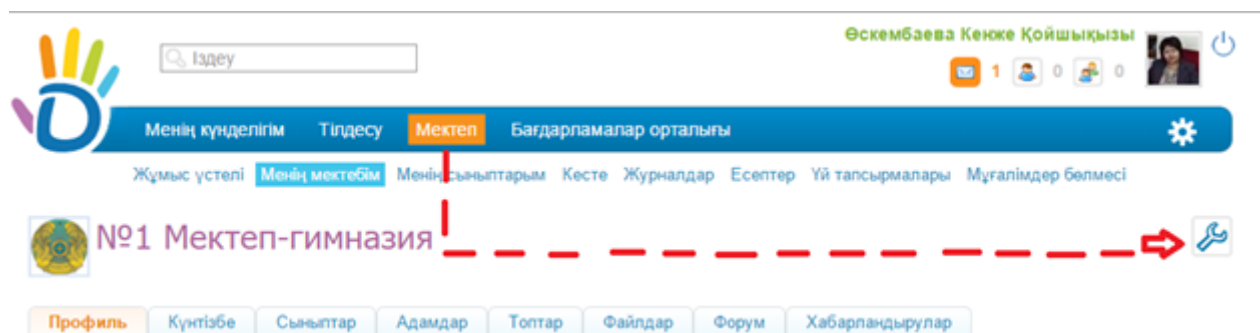 Өскембаева Кенже Қойшықызы
Іздеу
1 0 0
Менің күнделігім Тілдесу Мектеп Бағдарламалар орталығы
Жұмыс үстелі Менің мектебім Менің сыныптарым Кесте Журналдар Есептер Үй тапсырмалары Мұғалімдер бөлмесі
№1 Мектеп-гимназия
Профиль Күнтізбе Сыныптар Адамдар Топтар Файлдар Форум Хабарландырулар